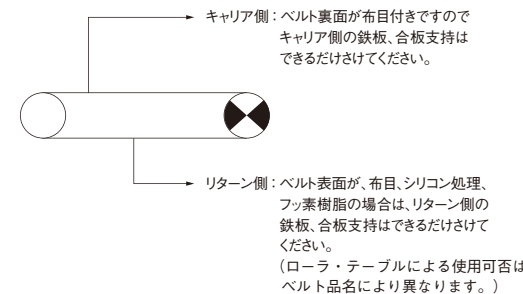 キャリア側：ベルト裏面が布目付きですので
キャリア側の鉄板、合板支持は
できるだけさけてください。
リターン側：ベルト表面が、布目、シリコン処理、
フッ素樹脂の場合は、リターン側の
鉄板、合板支持はできるだけさけて
ください。
（ローラ・テーブルによる使用可否は
ベルト品名により異なります。）